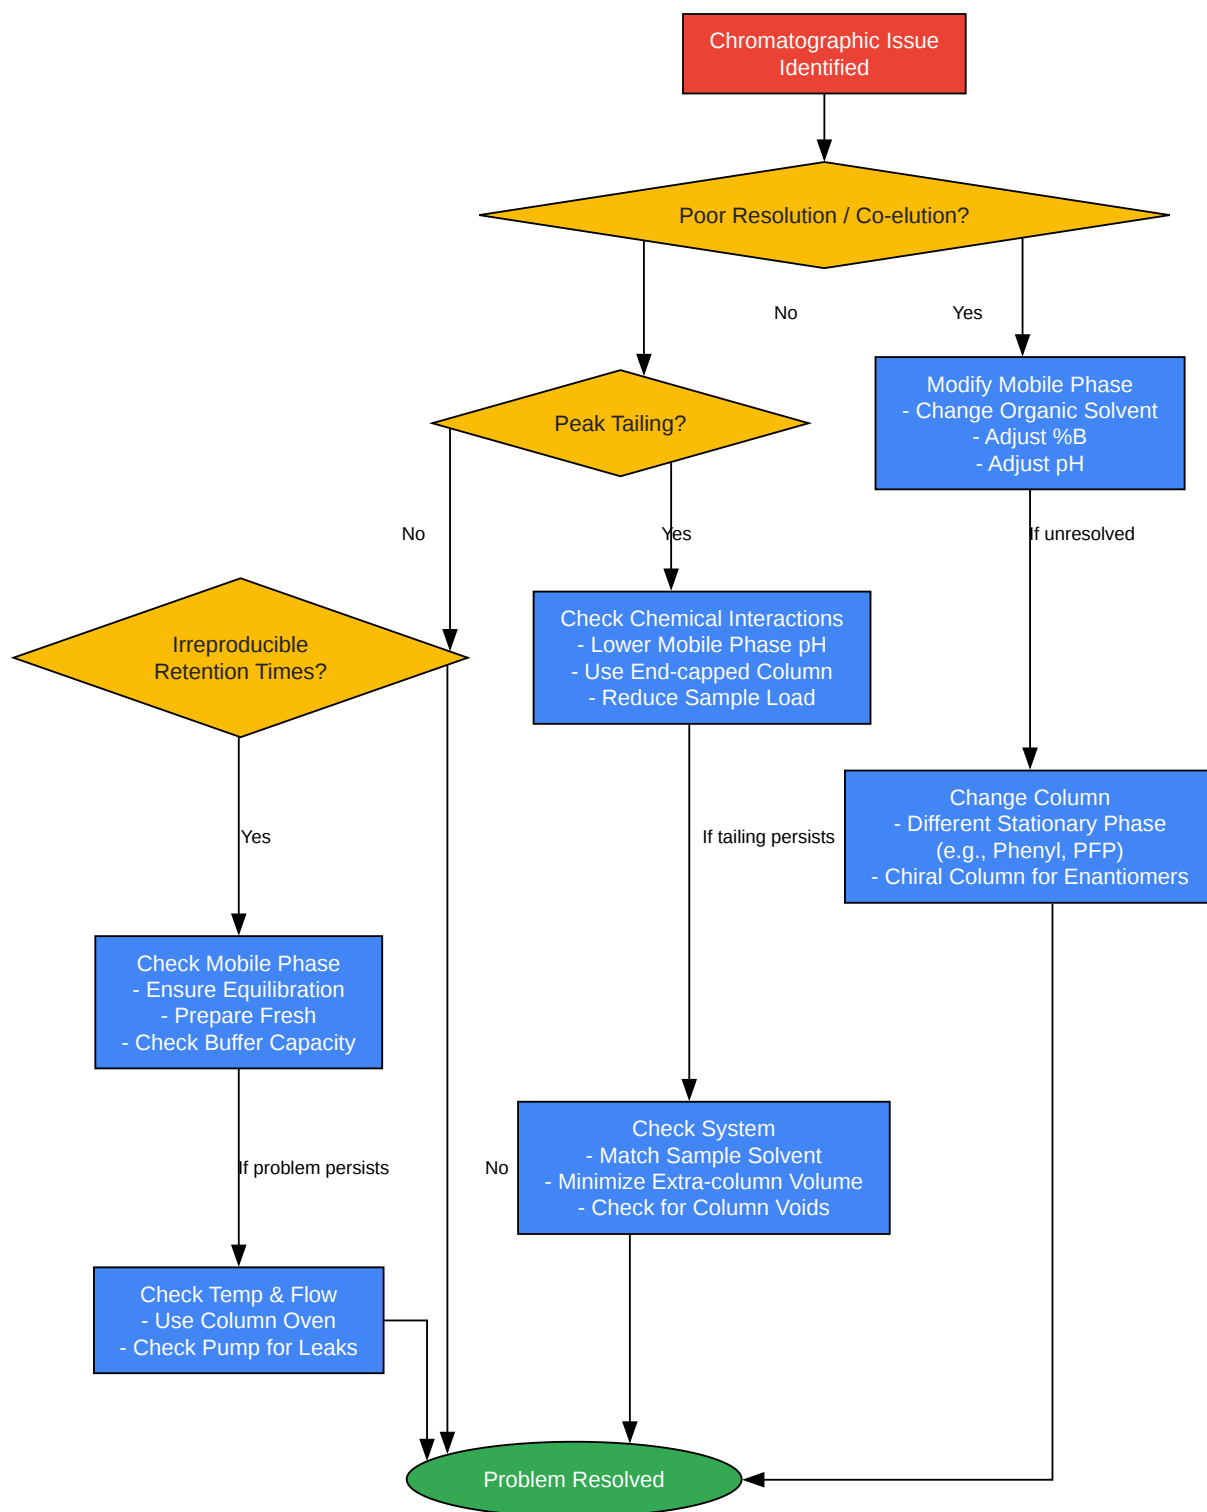 Chromatographic Issue
Identified
Poor Resolution / Co-elution?
No
Yes
Modify Mobile Phase
- Change Organic Solvent
- Adjust %B
- Adjust pH
Peak Tailing?
No
Yes
If unresolved
Check Chemical Interactions
- Lower Mobile Phase pH
- Use End-capped Column
- Reduce Sample Load
Irreproducible
Retention Times?
Yes
If tailing persists
Change Column
- Different Stationary Phase
(e.g., Phenyl, PFP)
- Chiral Column for Enantiomers
Check Mobile Phase
- Ensure Equilibration
- Prepare Fresh
- Check Buffer Capacity
If problem persists
No
Check System
- Match Sample Solvent
- Minimize Extra-column Volume
- Check for Column Voids
Check Temp & Flow
- Use Column Oven
- Check Pump for Leaks
Problem Resolved